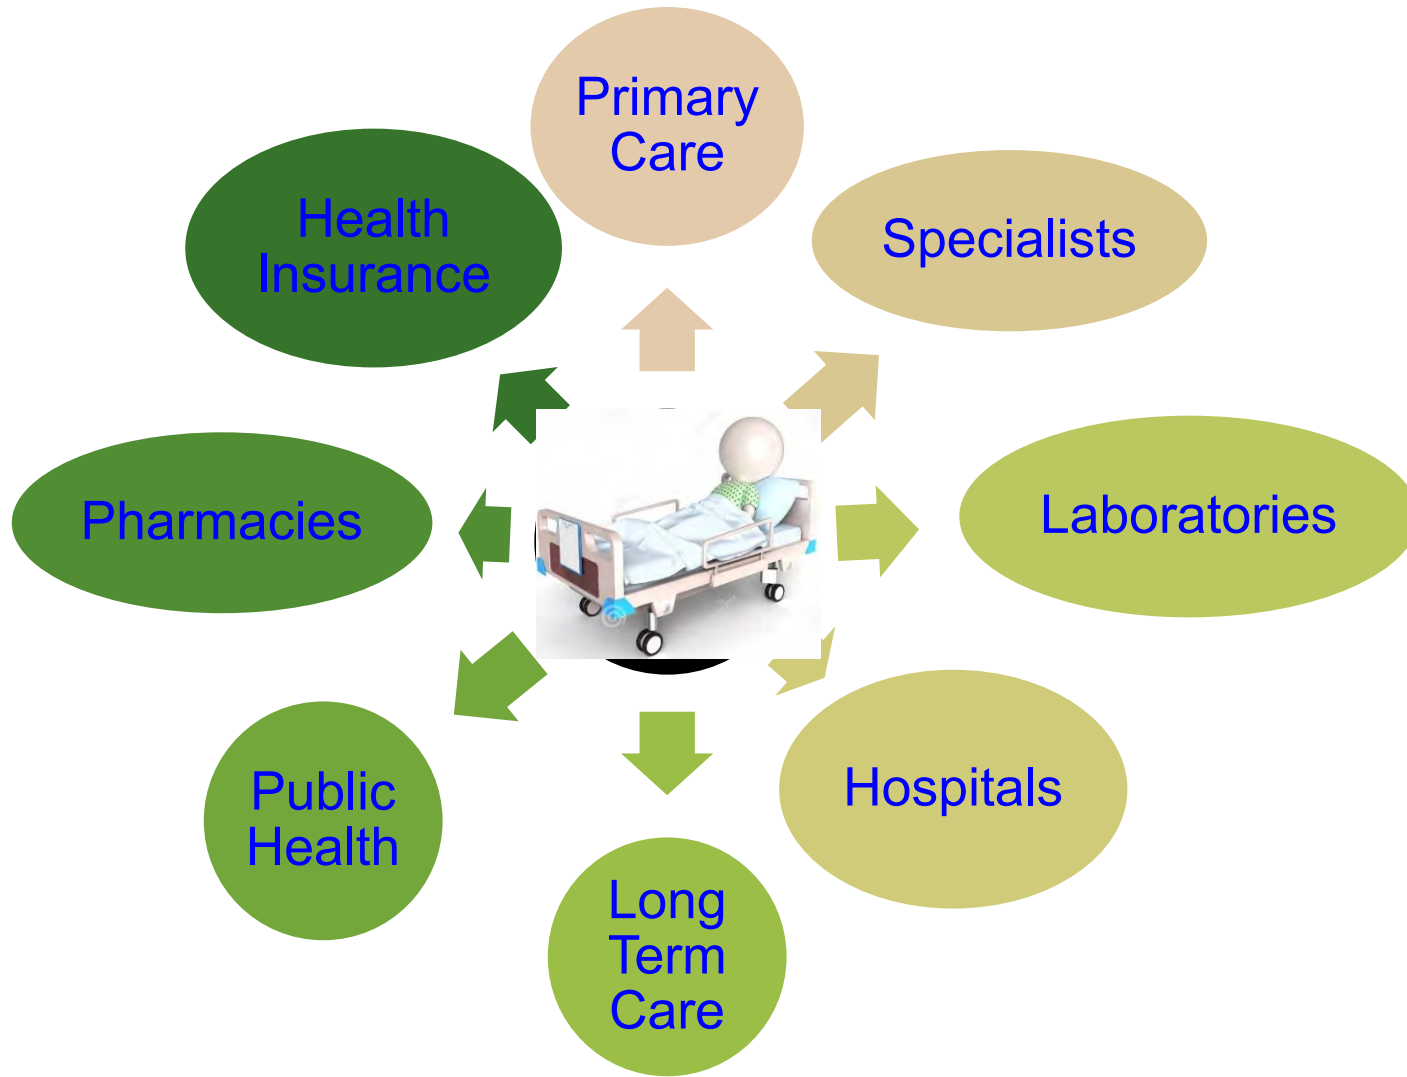 Primary
Care
Specialists
Laboratories
Hospitals
Long
Term
Care
Public
Health
Pharmacies
Health
Insurance